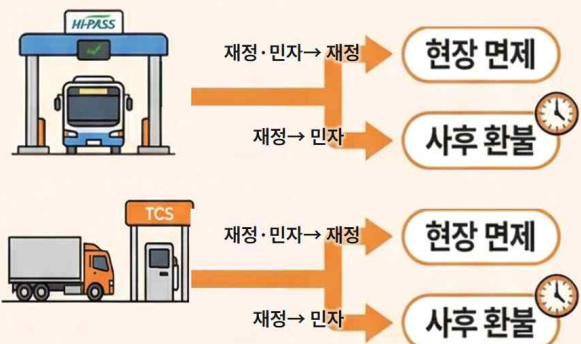 HI-PASS
재정·민자→ 재정
현장 면제
재정→ 민자
사후 환불
TCS
재정·민자→ 재정
현장 면제
재정→ 민자
사후 환불